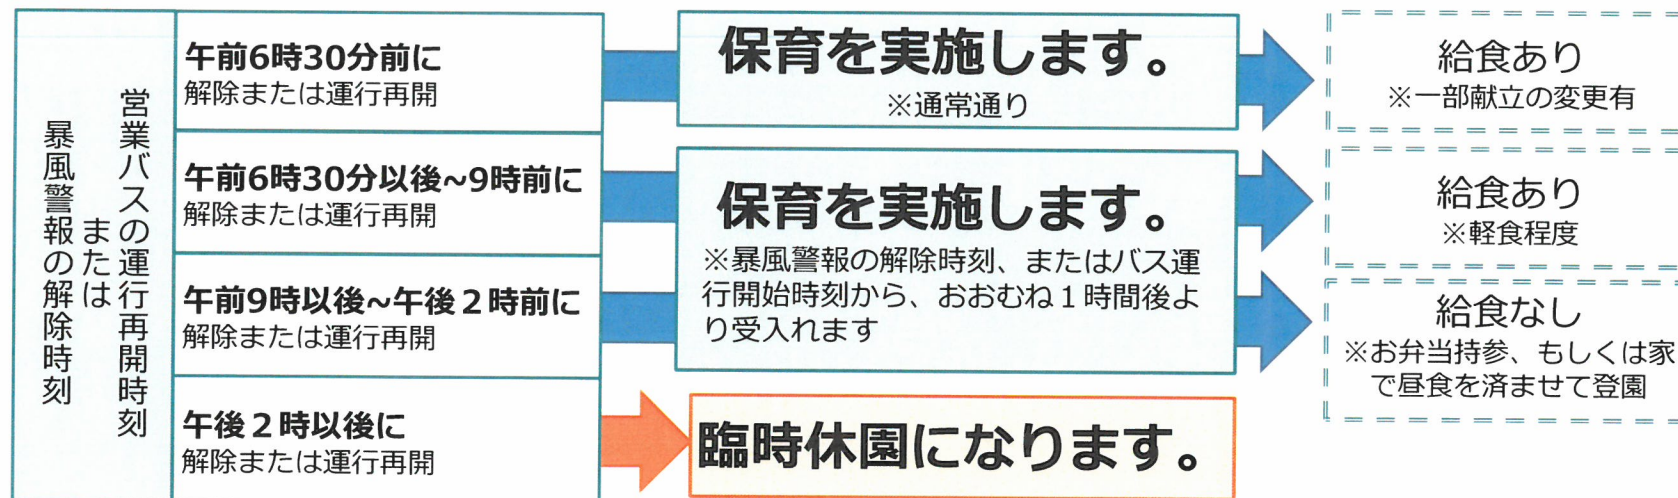 営業バスの運行再開時刻
または
暴風警報の解除時刻
午前6時30分前に
解除または運行再開
保育を実施します。
※通常通り
給食あり
※一部献立の変更有
午前6時30分以後~9時前に
解除または運行再開
保育を実施します。
※暴風警報の解除時刻、またはバス運
行開始時刻から、おおむね１時間後よ
り受入れます
給食あり
※軽食程度
午前9時以後~午後２時前に
解除または運行再開
給食なし
※お弁当持参、もしくは家
で昼食を済ませて登園
午後２時以後に
解除または運行再開
臨時休園になります。